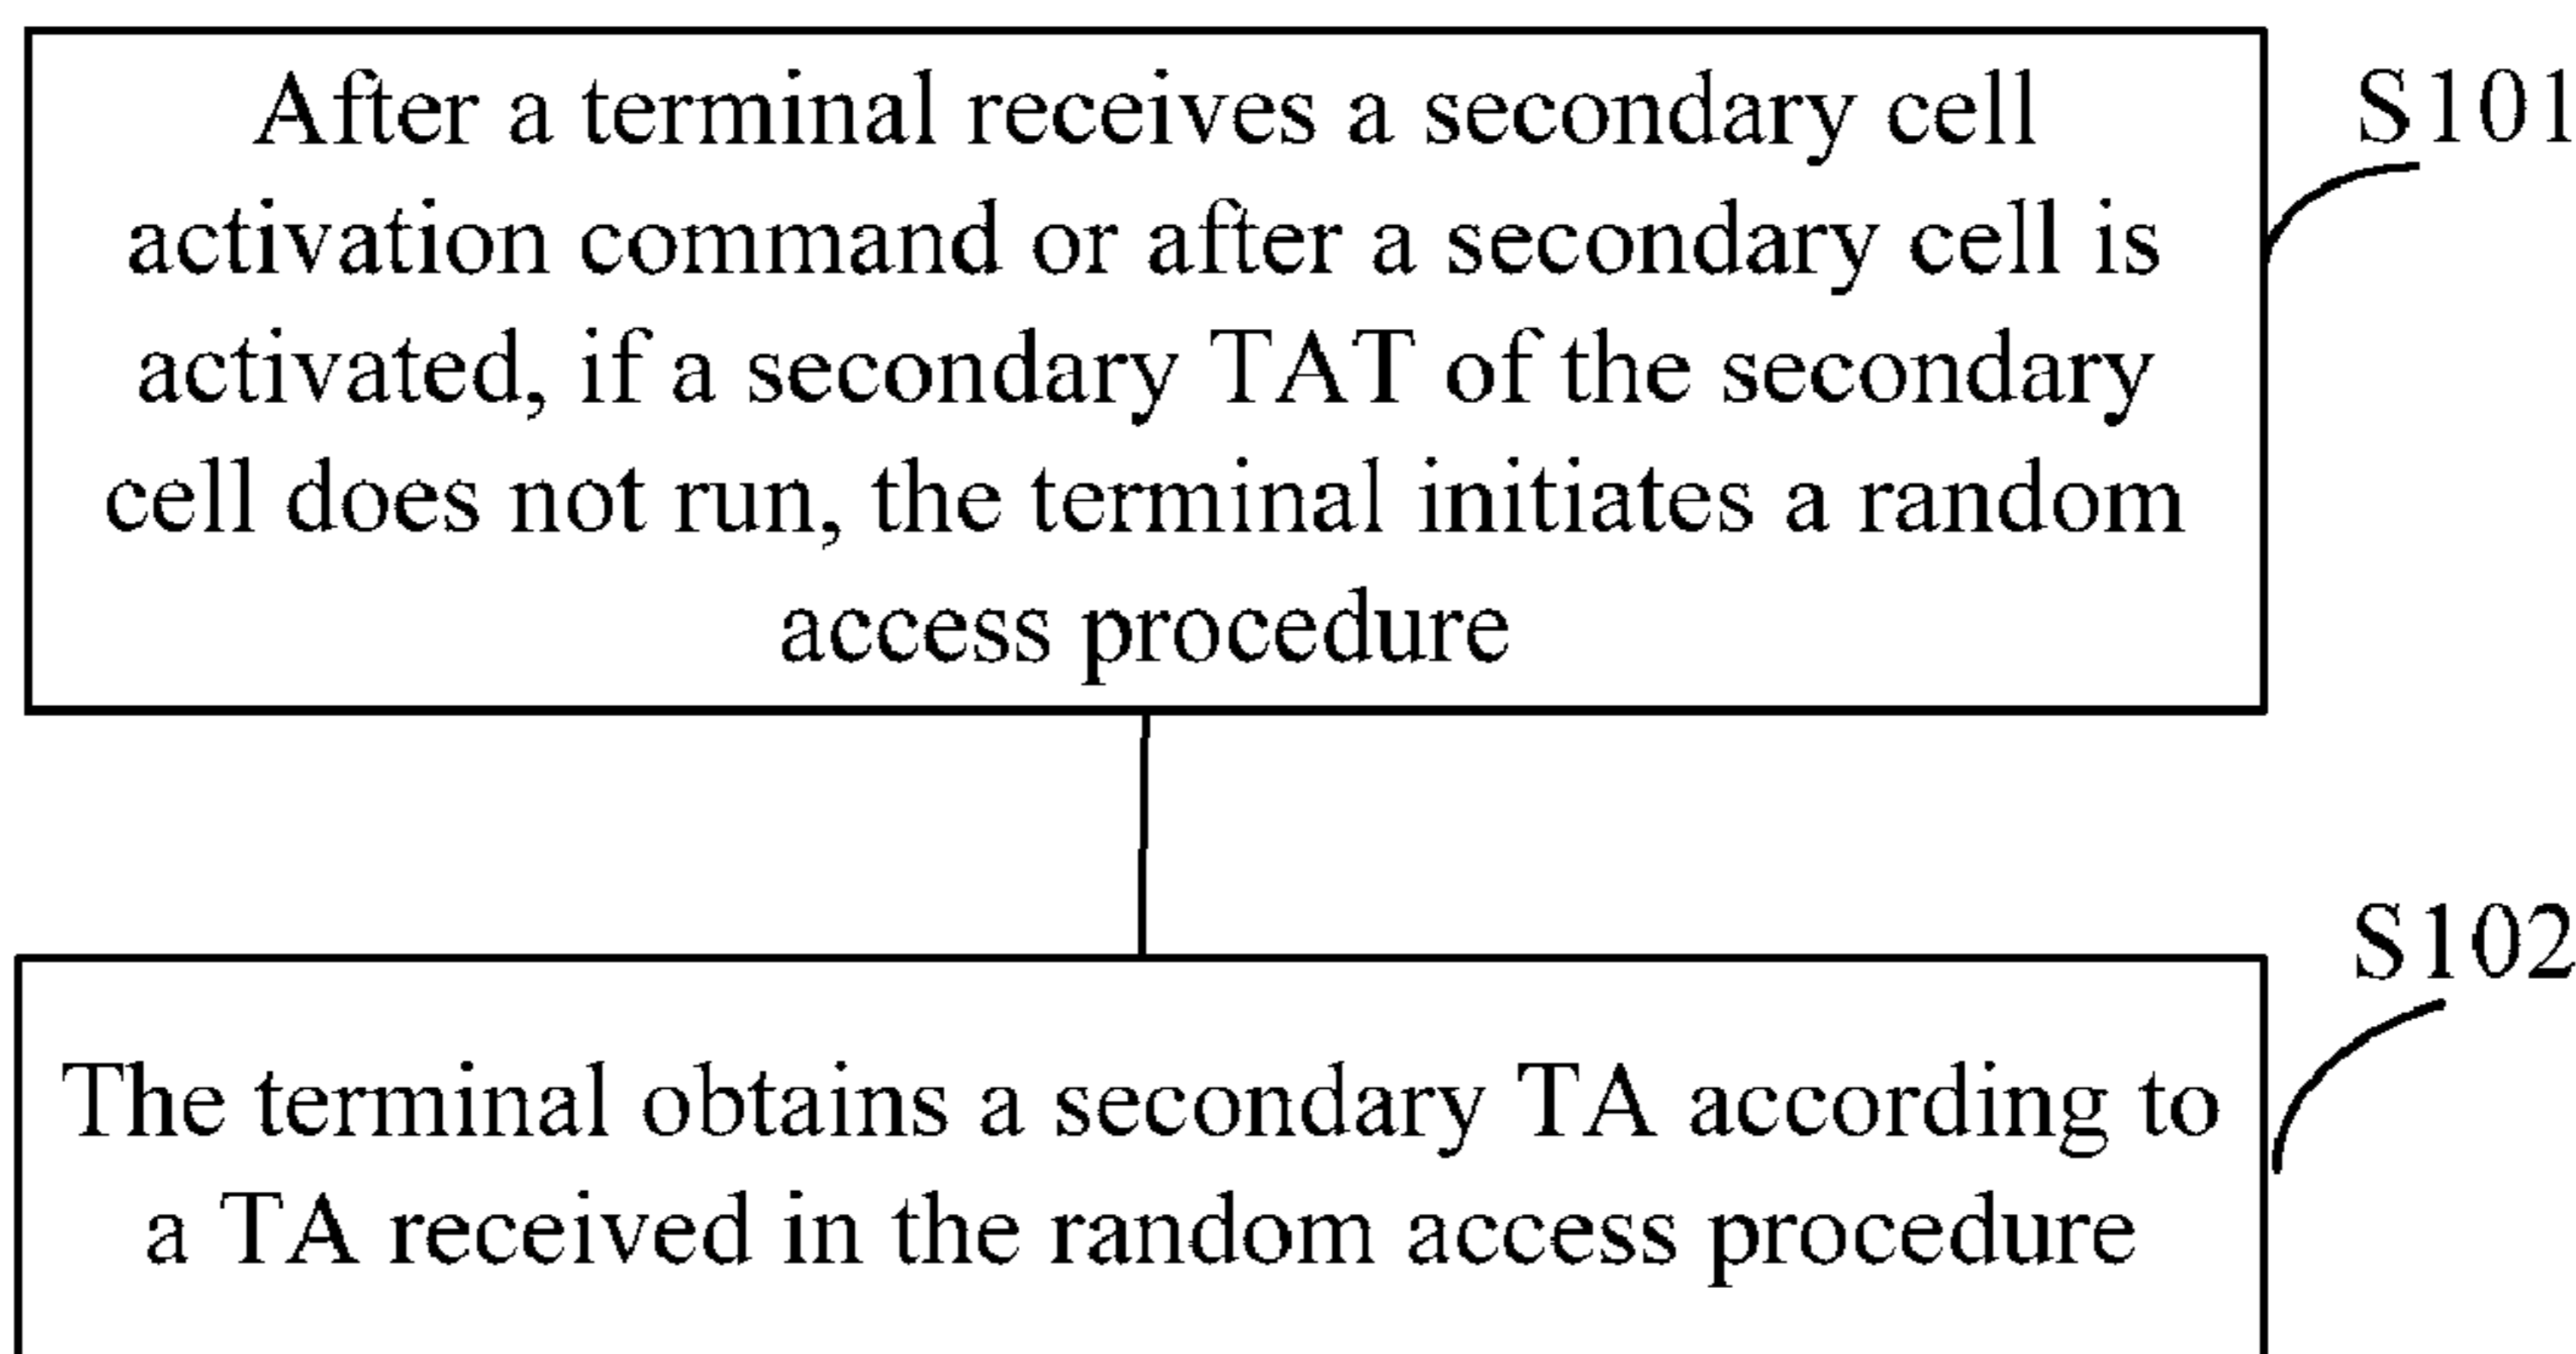 After a terminal receives a secondary cell
activation command or after a secondary cell is
activated, if a secondary TAT of the secondary
cell does not run, the terminal initiates a random
access procedure
S101
S102
The terminal obtains a secondary TA according to
a TA received in the random access procedure